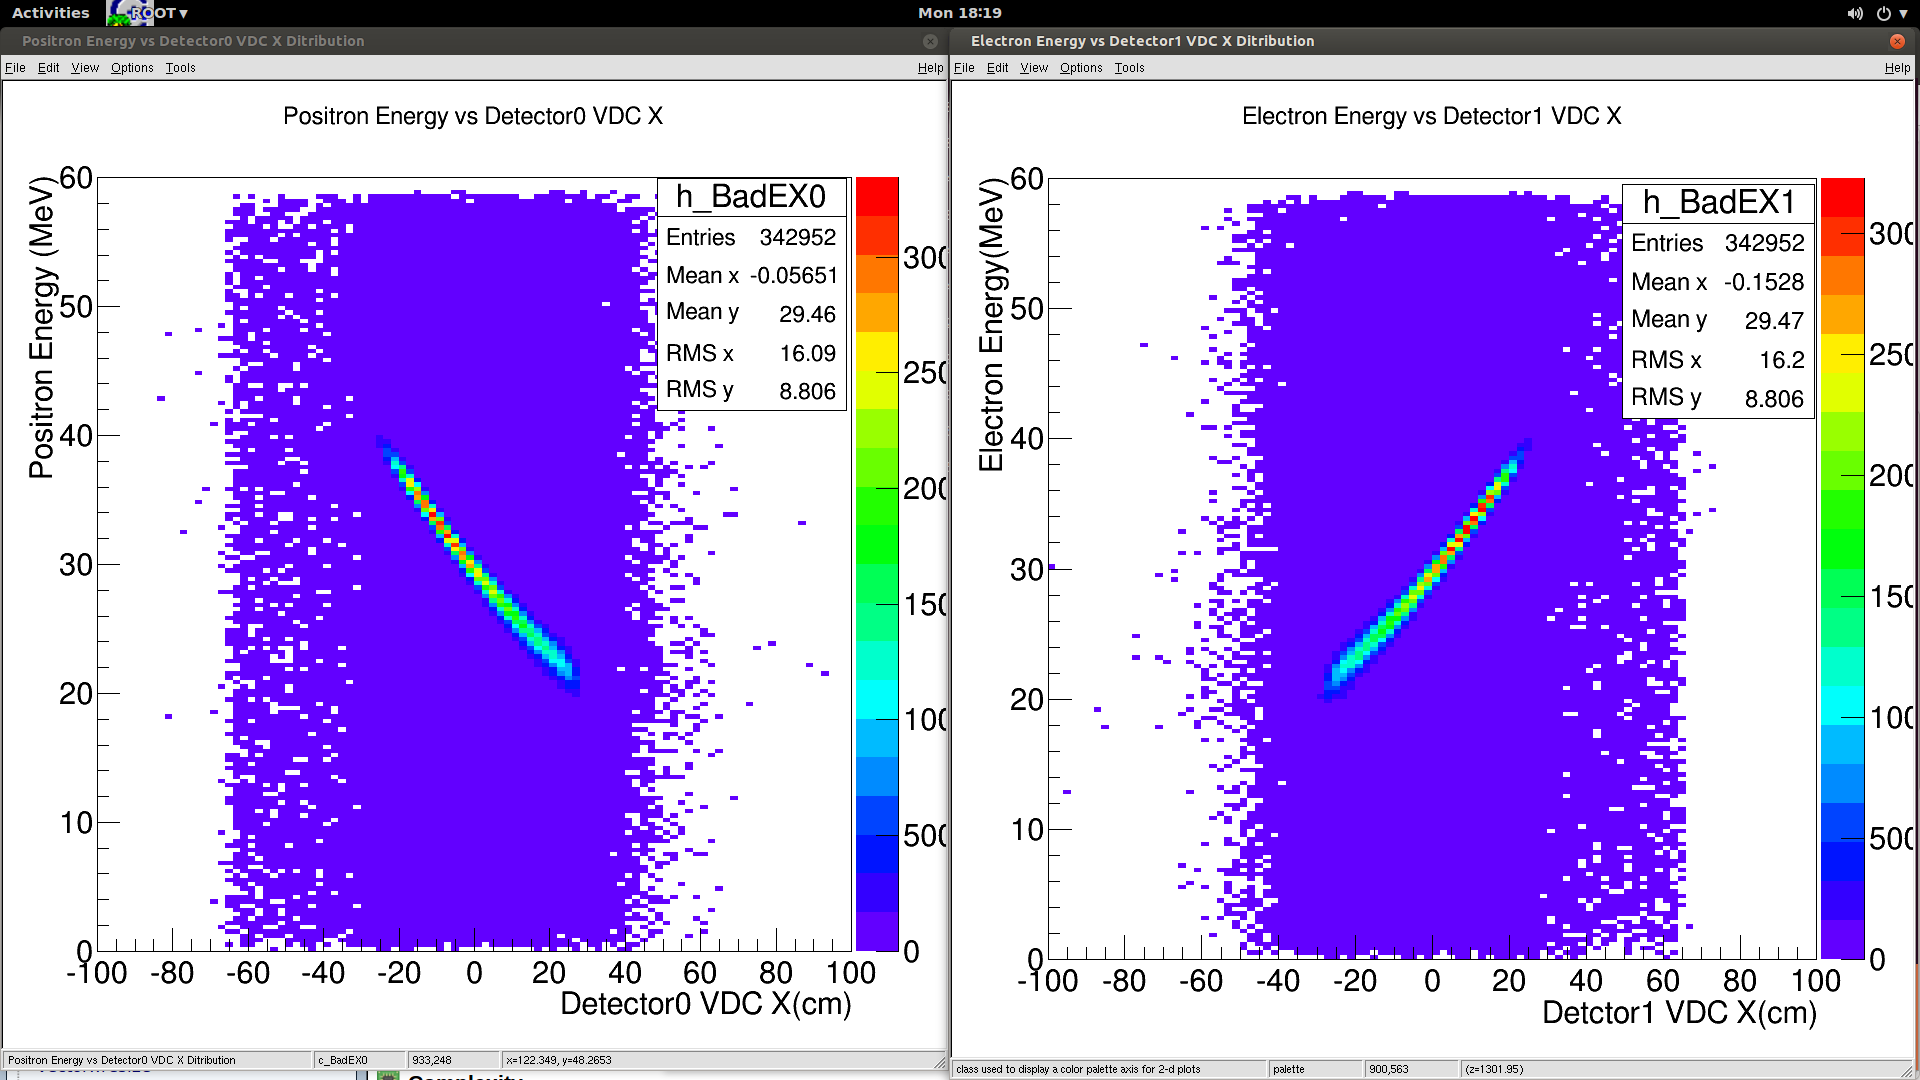 Activities ROOT ▾ Mon 18:19
Positron Energy vs Detector0 VDC X Ditribution
File Edit View Options Tools Help
Positron Energy vs Detector0 VDC X
Positron Energy (MeV)
60
50
40
30
20
10
0
h_BadEX0
Entries 342952
Mean x -0.05651
Mean y 29.46
RMS x 16.09
RMS y 8.806
300
250
200
150
100
500
0
-100 -80 -60 -40 -20 0 20 40 60 80 100
Detector0 VDC X(cm)
Positron Energy vs Detector0 VDC X Ditribution c_BadEX0 933,248 x=122.349, y=48.2653
Complexity
Electron Energy vs Detector1 VDC X Ditribution
File Edit View Options Tools Help
Electron Energy vs Detector1 VDC X
Electron Energy(MeV)
60
50
40
30
20
10
0
h_BadEX1
Entries 342952
Mean x -0.1528
Mean y 29.47
RMS x 16.2
RMS y 8.806
300
250
200
150
100
500
0
-100 -80 -60 -40 -20 0 20 40 60 80 100
Detctor1 VDC X(cm)
class used to display a color palette axis for 2-d plots palette 900,563 (z=1301.95)